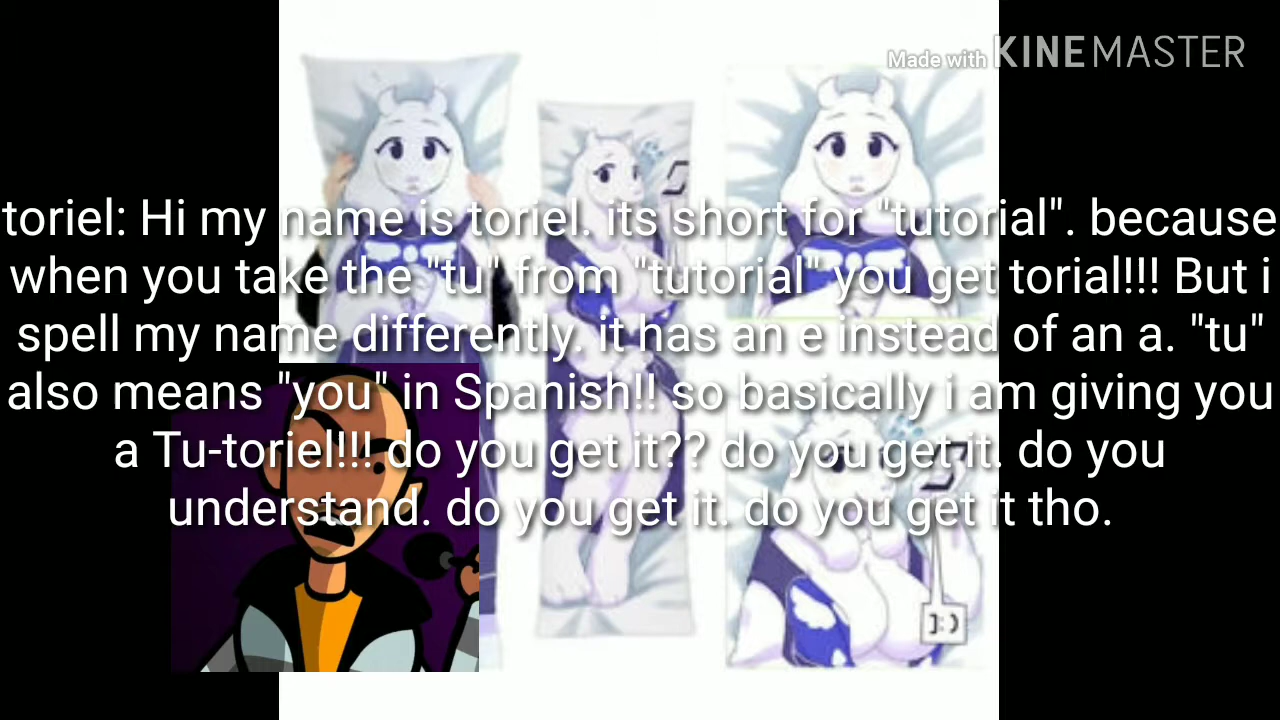 Made with KINEMASTER
toriel: Hi my name is toriel. its short for "tutorial". because
when you take the "tu" from "tutorial" you get torial!!! But i
spell my name differently. it has an e instead of an a. "tu"
also means "you" in Spanish!! so basically i am giving you
a Tu-toriel!!! do you get it?? do you get it. do you
understand. do you get it. do you get it tho.
]:)